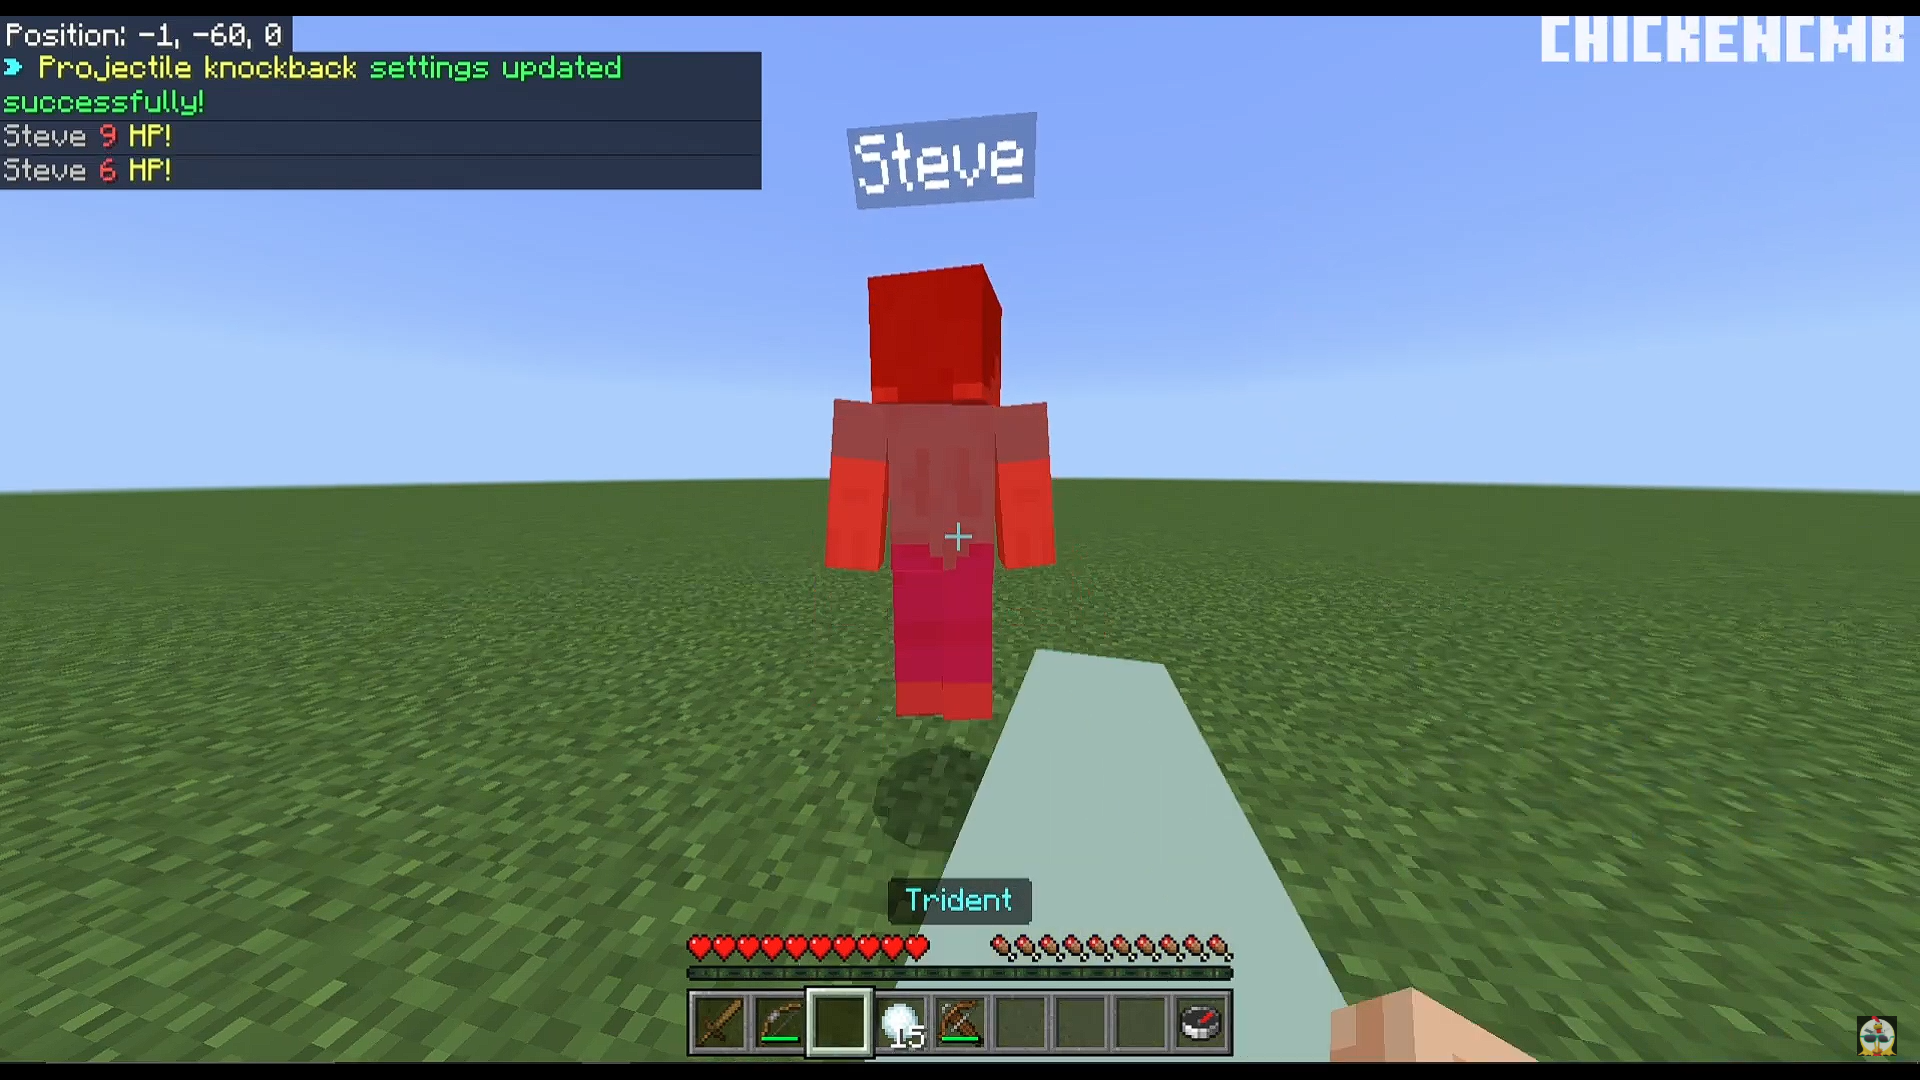 Position: -1, -60, 0
CHICKENCMB
Projectile knockback settings updated
successfully!
Steve 9 HP!
Steve 6 HP!
Steve
Trident
15